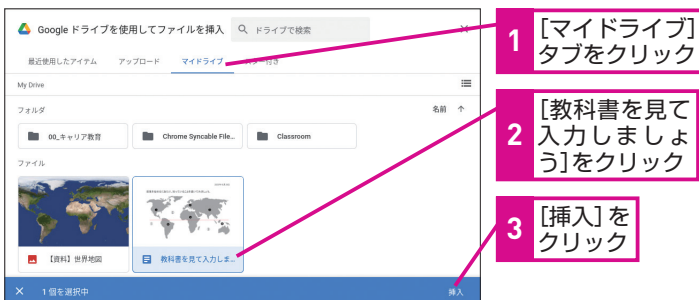 Google ドライブを使用してファイルを挿入
ドライブで検索
最近使用したアイテム
アップロード
マイドライブ
My Drive
フォルダ
名前
00_キャリア教育
Chrome Syncable File...
Classroom
ファイル
【資料】世界地図
教科書を見て入力しま...
1 個を選択中
挿入
1
[マイドライブ]
タブをクリック
2
[教科書を見て
入力しましょ
う]をクリック
3
[挿入]を
クリック